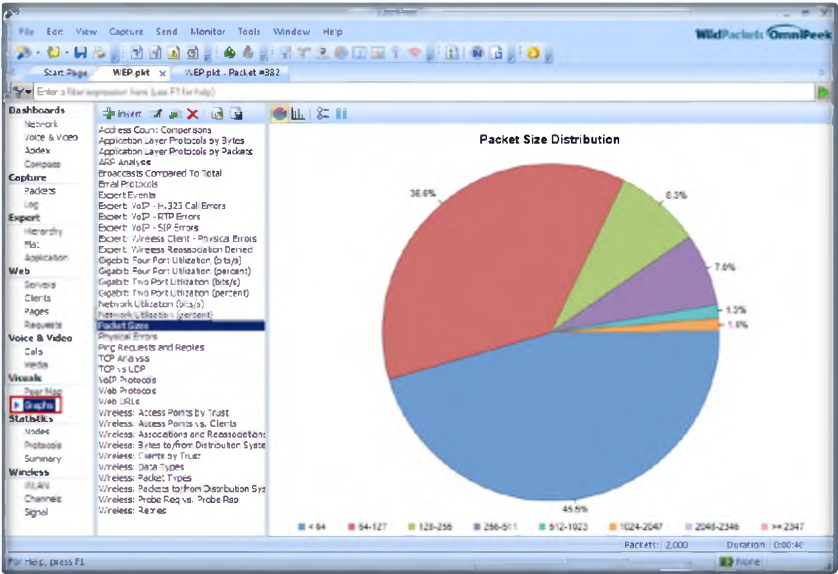 OmniPeek
File Edit View Capture Send Monitor Tools Window Help
WildPackets OmniPeek
Start Page WEP.pkt x WEP.pkt - Packet #382
Enter a filter expression here (use F1 for help)
Dashboards
Network
Voice & Video
Apdex
Compass
Capture
Packets
Log
Expert
Hierarchy
Flat
Application
Web
Servers
Clients
Pages
Requests
Voice & Video
Calls
Media
Visuals
Peer Map
Graphs
Statistics
Nodes
Protocols
Summary
Wireless
WLAN
Channels
Signal
Insert
Address Count Comparisons
Application Layer Protocols by Bytes
Application Layer Protocols by Packets
ARP Analysis
Broadcasts Compared To Total
Email Protocols
Expert Events
Expert: VoIP - H.323 Call Errors
Expert: VoIP - RTP Errors
Expert: VoIP - SIP Errors
Expert: Wireless Client - Physical Errors
Expert: Wireless Reassociation Denied
Gigabit: Four Port Utilization (bits/s)
Gigabit: Four Port Utilization (percent)
Gigabit: Two Port Utilization (bits/s)
Gigabit: Two Port Utilization (percent)
Network Utilization (bits/s)
Network Utilization (percent)
Packet Sizes
Physical Errors
Ping Requests and Replies
TCP Analysis
TCP vs UDP
VoIP Protocols
Web Protocols
Web URLs
Wireless: Access Points by Trust
Wireless: Access Points vs. Clients
Wireless: Associations and Reassociations
Wireless: Bytes to/from Distribution Syste
Wireless: Clients by Trust
Wireless: Data Types
Wireless: Packet Types
Wireless: Packets to/from Distribution Sys
Wireless: Probe Req vs. Probe Rsp
Wireless: Retries
Packet Size Distribution
36.6%
7.0%
1.3%
1.4%
45.5%
< 64 64-127 128-255 256-511 512-1023 1024-2047 2048-2346 >= 2347
Packets: 2,000 Duration: 0:00:40
For Help, press F1
None